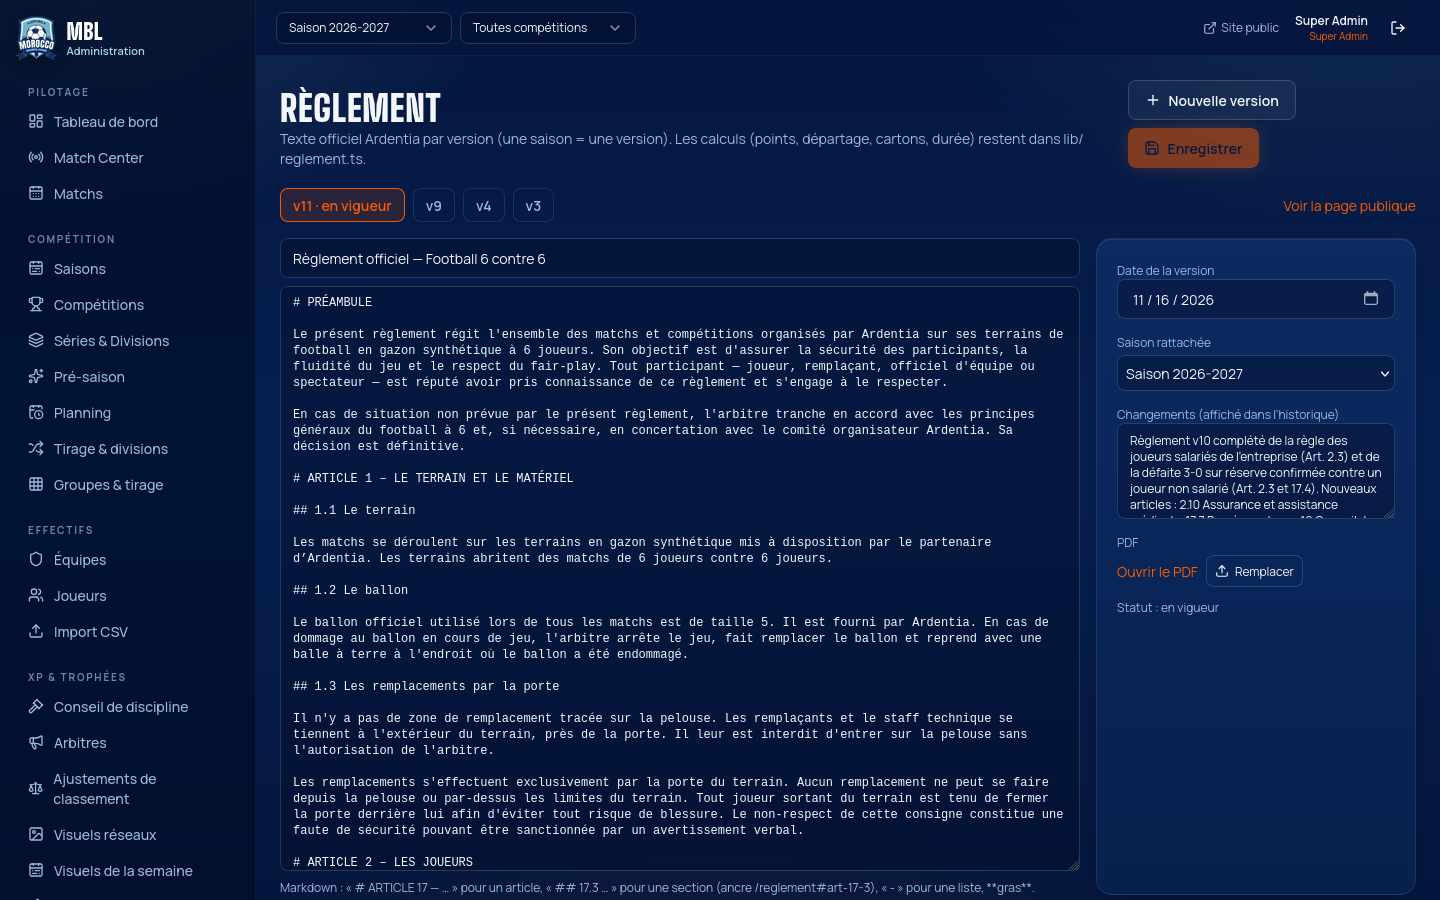 MBL
Administration
MOROCCO
PILOTAGE
Tableau de bord
Match Center
Matchs
COMPÉTITION
Saisons
Compétitions
Séries & Divisions
Pré-saison
Planning
Tirage & divisions
Groupes & tirage
EFFECTIFS
Équipes
Joueurs
Import CSV
XP & TROPHÉES
Conseil de discipline
Arbitres
Ajustements de
classement
Visuels réseaux
Visuels de la semaine
Saison 2026-2027
Toutes compétitions
Site public
Super Admin
Super Admin
RÈGLEMENT
Texte officiel Ardentia par version (une saison = une version). Les calculs (points, départage, cartons, durée) restent dans lib/
reglement.ts.
Nouvelle version
Enregistrer
v11 · en vigueur
v9
v4
v3
Voir la page publique
Règlement officiel — Football 6 contre 6
# PRÉAMBULE
Le présent règlement régit l'ensemble des matchs et compétitions organisés par Ardentia sur ses terrains de
football en gazon synthétique à 6 joueurs. Son objectif est d'assurer la sécurité des participants, la
fluidité du jeu et le respect du fair-play. Tout participant — joueur, remplaçant, officiel d'équipe ou
spectateur — est réputé avoir pris connaissance de ce règlement et s'engage à le respecter.
En cas de situation non prévue par le présent règlement, l'arbitre tranche en accord avec les principes
généraux du football à 6 et, si nécessaire, en concertation avec le comité organisateur Ardentia. Sa
décision est définitive.
# ARTICLE 1 – LE TERRAIN ET LE MATÉRIEL
## 1.1 Le terrain
Les matchs se déroulent sur les terrains en gazon synthétique mis à disposition par le partenaire
d’Ardentia. Les terrains abritent des matchs de 6 joueurs contre 6 joueurs.
## 1.2 Le ballon
Le ballon officiel utilisé lors de tous les matchs est de taille 5. Il est fourni par Ardentia. En cas de
dommage au ballon en cours de jeu, l'arbitre arrête le jeu, fait remplacer le ballon et reprend avec une
balle à terre à l'endroit où le ballon a été endommagé.
## 1.3 Les remplacements par la porte
Il n'y a pas de zone de remplacement tracée sur la pelouse. Les remplaçants et le staff technique se
tiennent à l'extérieur du terrain, près de la porte. Il leur est interdit d'entrer sur la pelouse sans
l'autorisation de l'arbitre.
Les remplacements s'effectuent exclusivement par la porte du terrain. Aucun remplacement ne peut se faire
depuis la pelouse ou par-dessus les limites du terrain. Tout joueur sortant du terrain est tenu de fermer
la porte derrière lui afin d'éviter tout risque de blessure. Le non-respect de cette consigne constitue une
faute de sécurité pouvant être sanctionnée par un avertissement verbal.
# ARTICLE 2 – LES JOUEURS
Markdown : « # ARTICLE 17 — … » pour un article, « ## 17.3 … » pour une section (ancre /reglement#art-17-3), « - » pour une liste, **gras**.
Date de la version
11 / 16 / 2026
Saison rattachée
Saison 2026-2027
Changements (affiché dans l'historique)
Règlement v10 complété de la règle des
joueurs salariés de l'entreprise (Art. 2.3) et de
la défaite 3-0 sur réserve confirmée contre un
joueur non salarié (Art. 2.3 et 17.4). Nouveaux
articles : 2.10 Assurance et assistance
PDF
Ouvrir le PDF
Remplacer
Statut : en vigueur